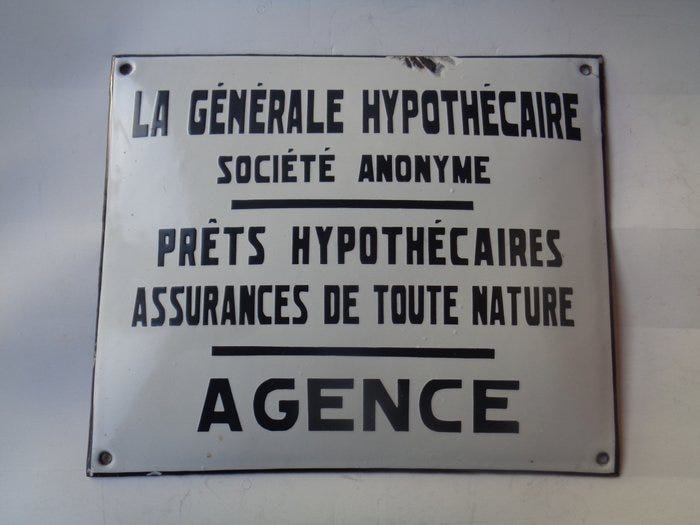 LA GÉNÉRALE HYPOTHÉCAIRE
SOCIÉTÉ ANONYME
PRÊTS HYPOTHÉCAIRES
ASSURANCES DE TOUTE NATURE
AGENCE